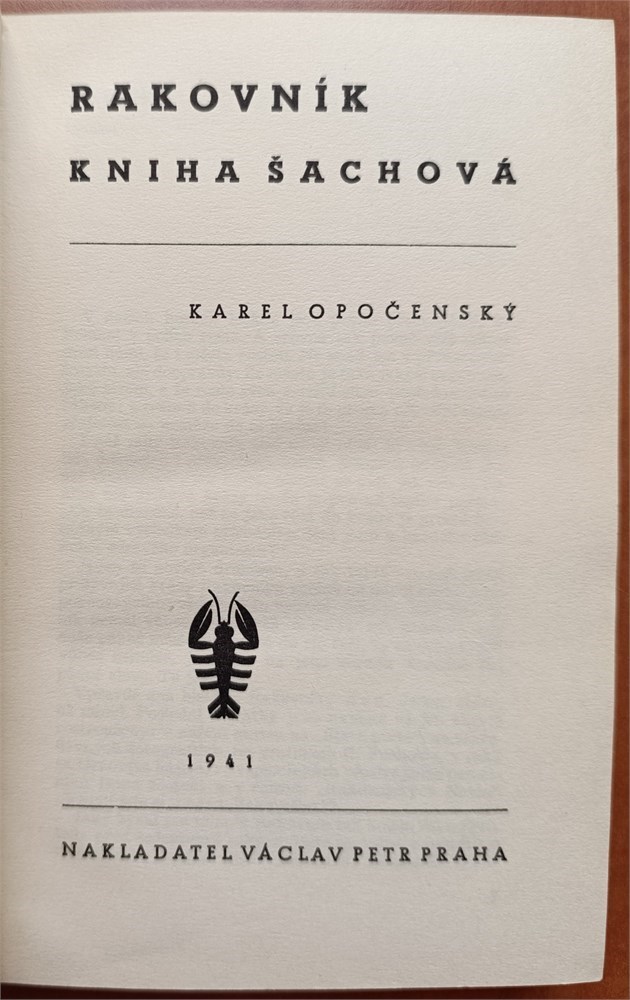 RAKOVNÍK
KNIHA ŠACHOVÁ
KAREL OPOČENSKÝ
1941
NAKLADATEL VÁCLAV PETR PRAHA